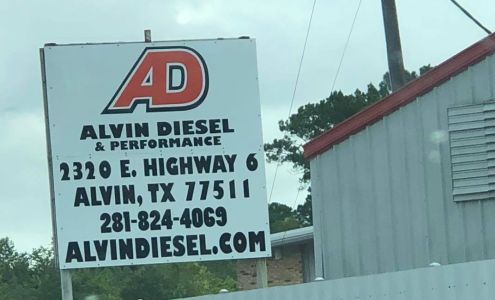 AD
ALVIN DIESEL
& PERFORMANCE
2320 E. HIGHWAY 6
ALVIN, TX 77511
281-824-4069
ALVINDIESEL.COM